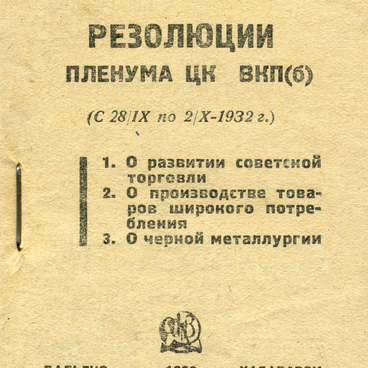 РЕЗОЛЮЦИИ
ПЛЕНУМА ЦК ВКП(б)
(С 28/IX по 2/X-1932 г.)
1. О развитии советской
торговли
2. О производстве това-
ров широкого потре-
бления
3. О черной металлургии